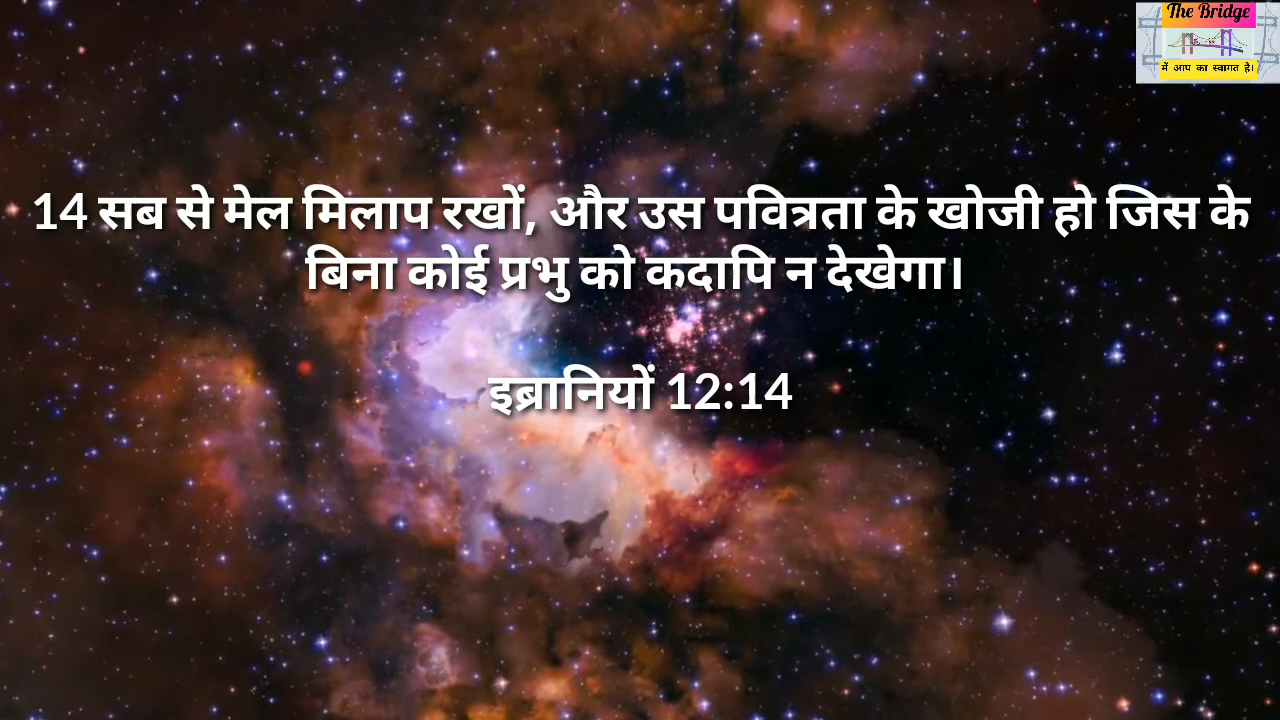 The Bridge
में आप का स्वागत है।
14 सब से मेल मिलाप रखों, और उस पवित्रता के खोजी हो जिस के
बिना कोई प्रभु को कदापि न देखेगा।
इब्रानियों 12:14